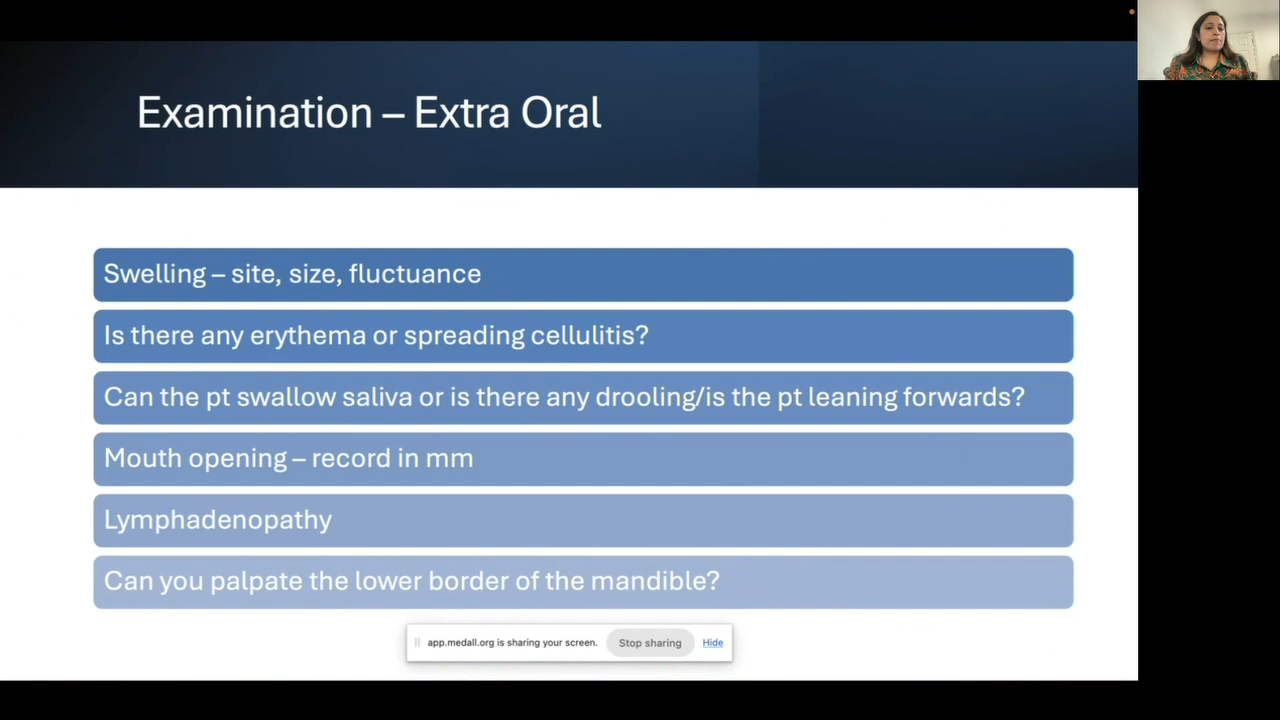 Examination – Extra Oral
Swelling – site, size, fluctuance
Is there any erythema or spreading cellulitis?
Can the pt swallow saliva or is there any drooling/is the pt leaning forwards?
Mouth opening – record in mm
Lymphadenopathy
Can you palpate the lower border of the mandible?
app.medall.org is sharing your screen. Stop sharing Hide